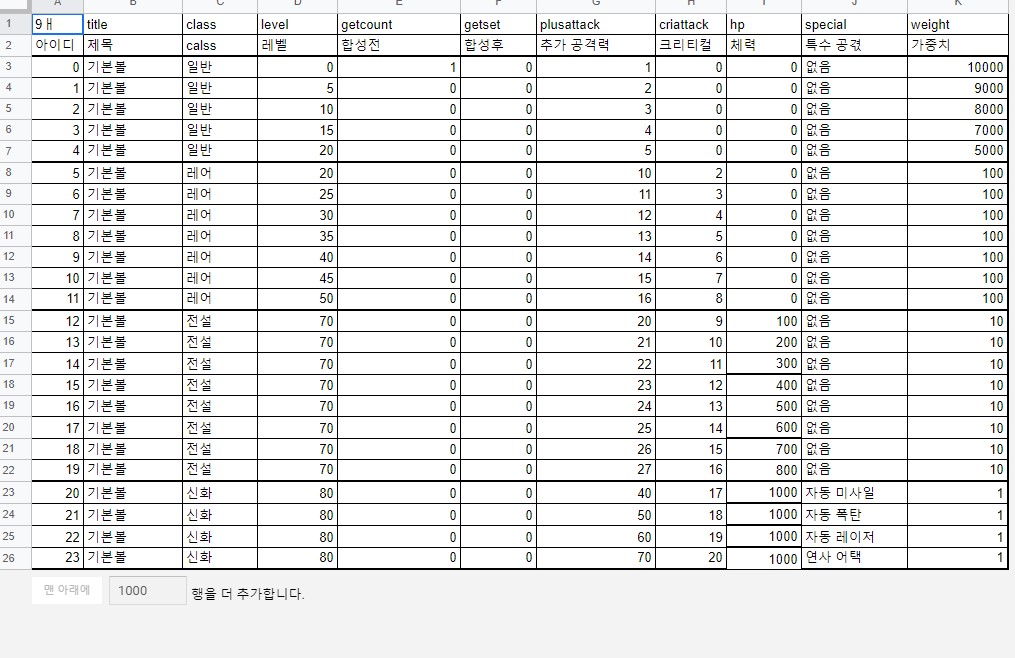 A B C D E F G H I J K
1 9ㅐ title class level getcount getset plusattack criattack hp special weight
2 아이디 제목 calss 레벨 합성전 합성후 추가 공격력 크리티컬 체력 특수 공겫 가중치
3 0 기본볼 일반 0 1 0 1 0 0 없음 10000
4 1 기본볼 일반 5 0 0 2 0 0 없음 9000
5 2 기본볼 일반 10 0 0 3 0 0 없음 8000
6 3 기본볼 일반 15 0 0 4 0 0 없음 7000
7 4 기본볼 일반 20 0 0 5 0 0 없음 5000
8 5 기본볼 레어 20 0 0 10 2 0 없음 100
9 6 기본볼 레어 25 0 0 11 3 0 없음 100
10 7 기본볼 레어 30 0 0 12 4 0 없음 100
11 8 기본볼 레어 35 0 0 13 5 0 없음 100
12 9 기본볼 레어 40 0 0 14 6 0 없음 100
13 10 기본볼 레어 45 0 0 15 7 0 없음 100
14 11 기본볼 레어 50 0 0 16 8 0 없음 100
15 12 기본볼 전설 70 0 0 20 9 100 없음 10
16 13 기본볼 전설 70 0 0 21 10 200 없음 10
17 14 기본볼 전설 70 0 0 22 11 300 없음 10
18 15 기본볼 전설 70 0 0 23 12 400 없음 10
19 16 기본볼 전설 70 0 0 24 13 500 없음 10
20 17 기본볼 전설 70 0 0 25 14 600 없음 10
21 18 기본볼 전설 70 0 0 26 15 700 없음 10
22 19 기본볼 전설 70 0 0 27 16 800 없음 10
23 20 기본볼 신화 80 0 0 40 17 1000 자동 미사일 1
24 21 기본볼 신화 80 0 0 50 18 1000 자동 폭탄 1
25 22 기본볼 신화 80 0 0 60 19 1000 자동 레이저 1
26 23 기본볼 신화 80 0 0 70 20 1000 연사 어택 1
맨 아래에 1000 행을 더 추가합니다.